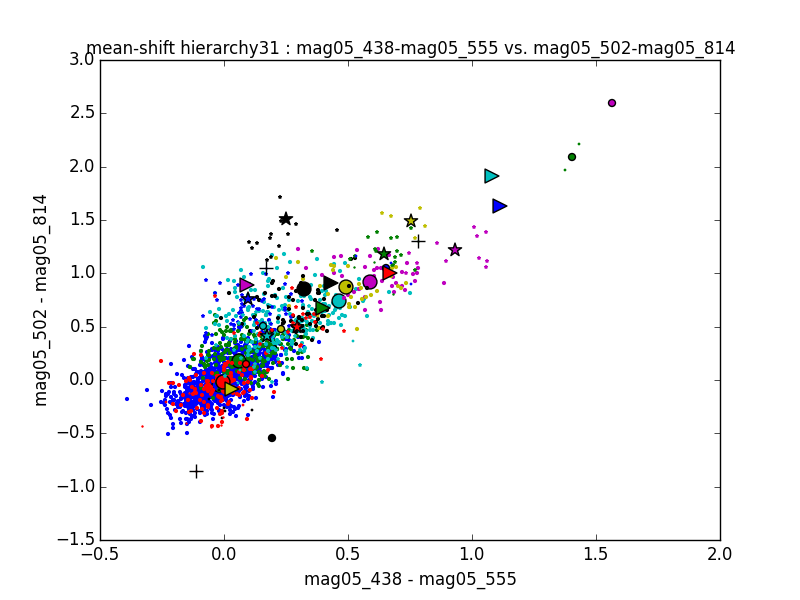 mean-shift hierarchy31 : mag05_438-mag05_555 vs. mag05_502-mag05_814
3.0
2.5
2.0
1.5
1.0
0.5
0.0
−0.5
−1.0
−1.5
mag05_502 - mag05_814
−0.5 0.0 0.5 1.0 1.5 2.0
mag05_438 - mag05_555